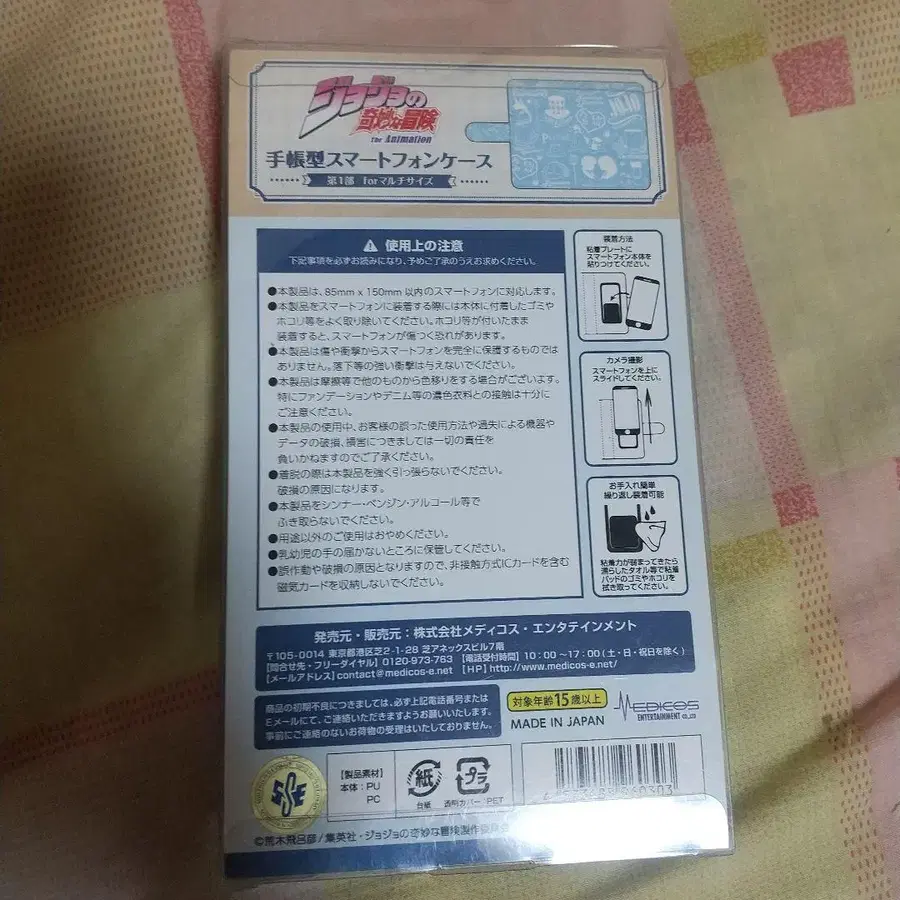 ジョジョの
奇妙な冒険
The Animation
手帳型スマートフォンケース
第1部 forマルチサイズ
使用上の注意
下記事項を必ずお読みになり、予めご了承のうえお求めください。
●本製品は、85mm x 150mm 以内のスマートフォンに対応します。
●本製品をスマートフォンに装着する際には本体に付着したゴミや
ホコリ等をよく取り除いてください。ホコリ等が付いたまま
装着すると、スマートフォンが傷つく恐れがあります。
●本製品は傷や衝撃からスマートフォンを完全に保護するものでは
ありません。落下等の強い衝撃は与えないでください。
●本製品は摩擦等で他のものから色移りをする場合がございます。
特にファンデーションやデニム等の濃色衣料との接触は十分に
ご注意ください。
●本製品の使用中、お客様の誤った使用方法や過失による機器や
データの破損、損害につきましては一切の責任を
負いかねますのでご了承ください。
●着脱の際は本製品を強く引っ張らないでください。
破損の原因になります。
●本製品をシンナー・ベンジン・アルコール等で
ふき取らないでください。
●用途以外のご使用はおやめください。
●乳幼児の手の届かないところに保管してください。
●誤作動や破損の原因となりますので、非接触方式ICカードを含む
磁気カードを収納しないでください。
装着方法
粘着プレートに
スマートフォン本体を
貼りつけてください。
カメラ撮影
スマートフォンを上に
スライドしてください。
お手入れ簡単
繰り返し装着可能
粘着力が弱まってきたら
濡らしたタオル等で粘着
パッドのゴミやホコリを
拭き取ってください。
発売元・販売元：株式会社メディコス・エンタテインメント
〒105-0014 東京都港区芝2-1-28 芝アネックスビル7階
【問合せ先・フリーダイヤル】0120-973-763 【電話受付時間】10：00～17：00（土・日・祝日を除く）
【メールアドレス】contact@medicos-e.net 【HP】http://www.medicos-e.net/
商品の初期不良につきましては、必ず上記電話番号または
Eメールにて、ご連絡いただきますようお願いいたします。
事前にご連絡のないお荷物の受理はいたしておりません。
対象年齢15歳以上
MADE IN JAPAN
MEDICOS
ENTERTAINMENT CO.,LTD
【製品素材】
本体：PU
PC
紙
台紙
プラ
透明カバー：PET
©荒木飛呂彦/集英社・ジョジョの奇妙な冒険製作委員会